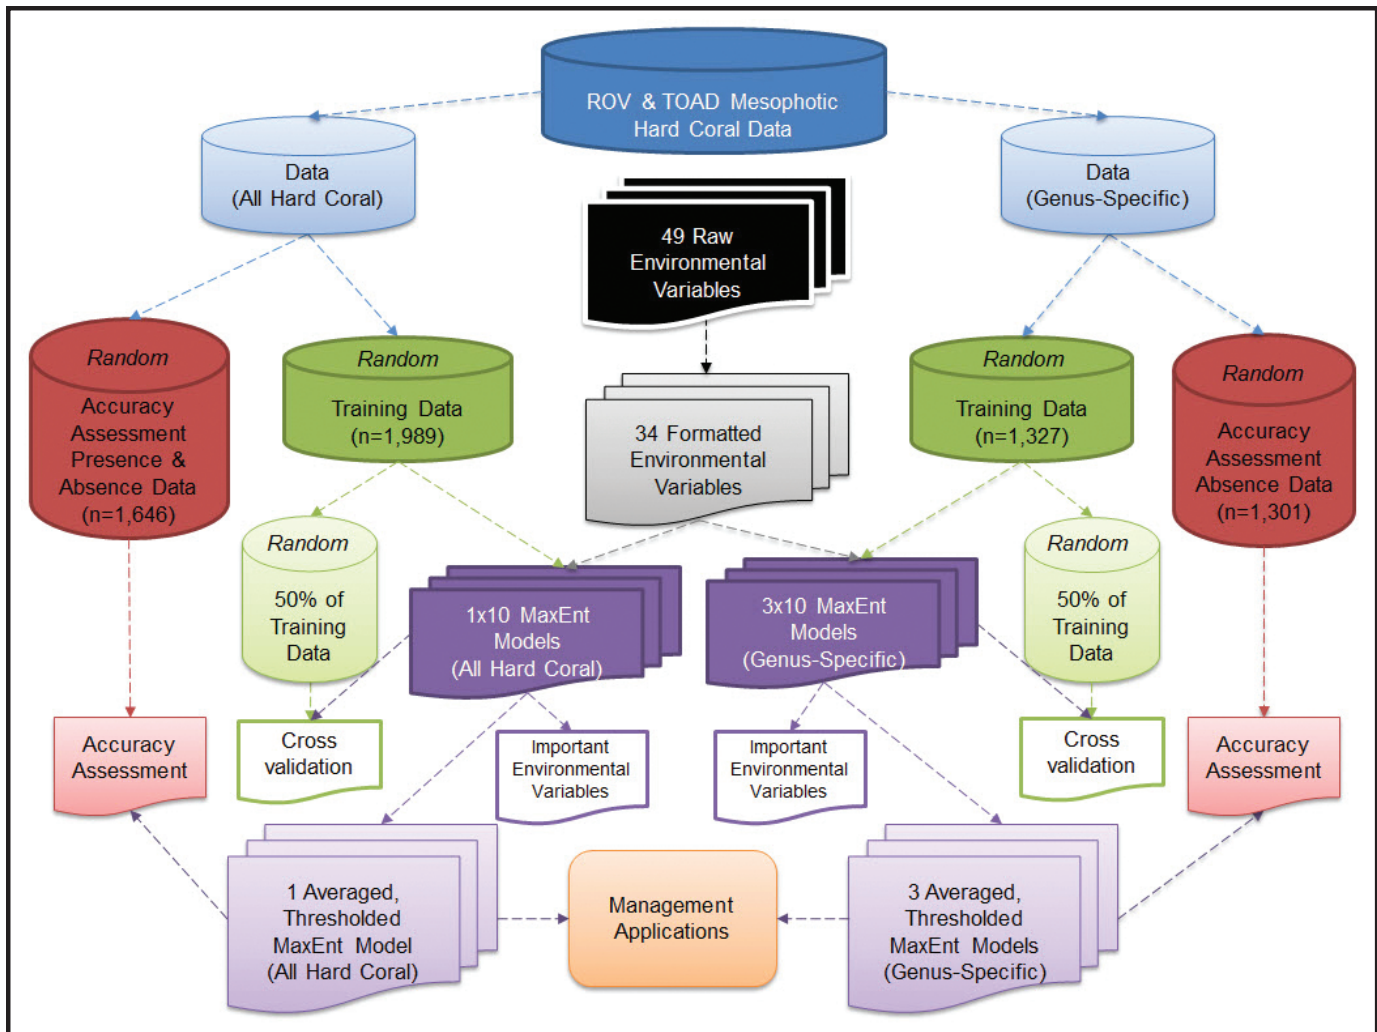 ROV & TOAD Mesophotic
Hard Coral Data
Data
(All Hard Coral)
Data
(Genus-Specific)
49 Raw
Environmental
Variables
Random
Accuracy
Assessment
Presence &
Absence Data
(n=1,646)
Random
Training Data
(n=1,989)
34 Formatted
Environmental
Variables
Random
Training Data
(n=1,327)
Random
Accuracy
Assessment
Absence Data
(n=1,301)
Random
50% of
Training
Data
1x10 MaxEnt
Models
(All Hard Coral)
3x10 MaxEnt
Models
(Genus-Specific)
Random
50% of
Training
Data
Accuracy
Assessment
Cross
validation
Important
Environmental
Variables
Important
Environmental
Variables
Cross
validation
Accuracy
Assessment
1 Averaged,
Thresholded
MaxEnt Model
(All Hard Coral)
Management
Applications
3 Averaged,
Thresholded
MaxEnt Models
(Genus-Specific)